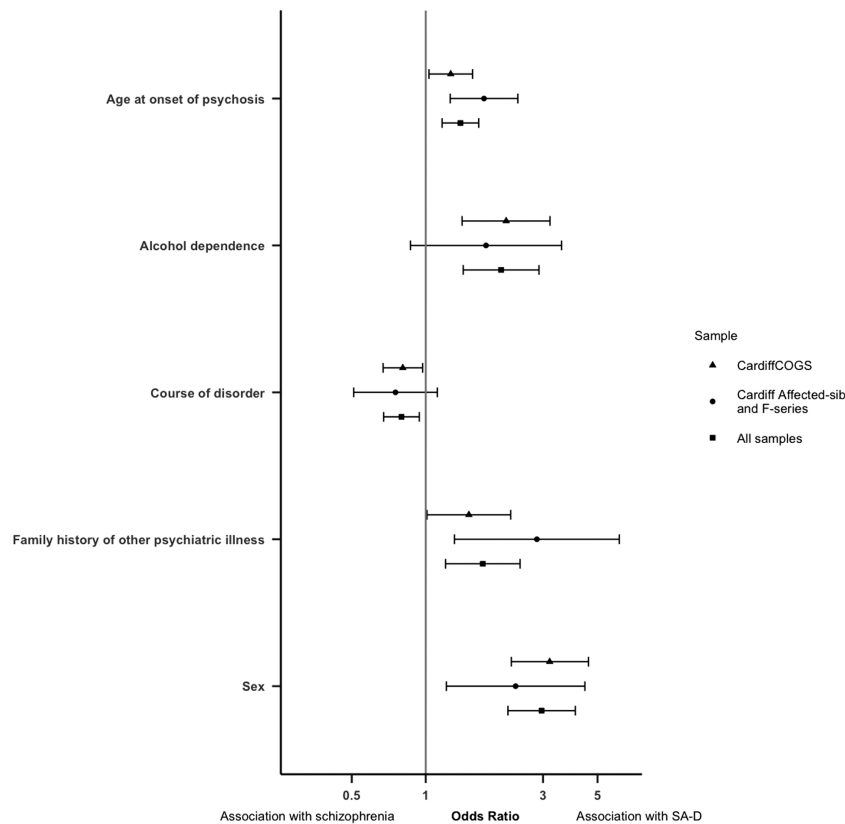 Age at onset of psychosis
Alcohol dependence
Course of disorder
Family history of other psychiatric illness
Sex
Sample
CardiffCOGS
Cardiff Affected-sib
and F-series
All samples
0.5 1 3 5
Association with schizophrenia Odds Ratio Association with SA-D